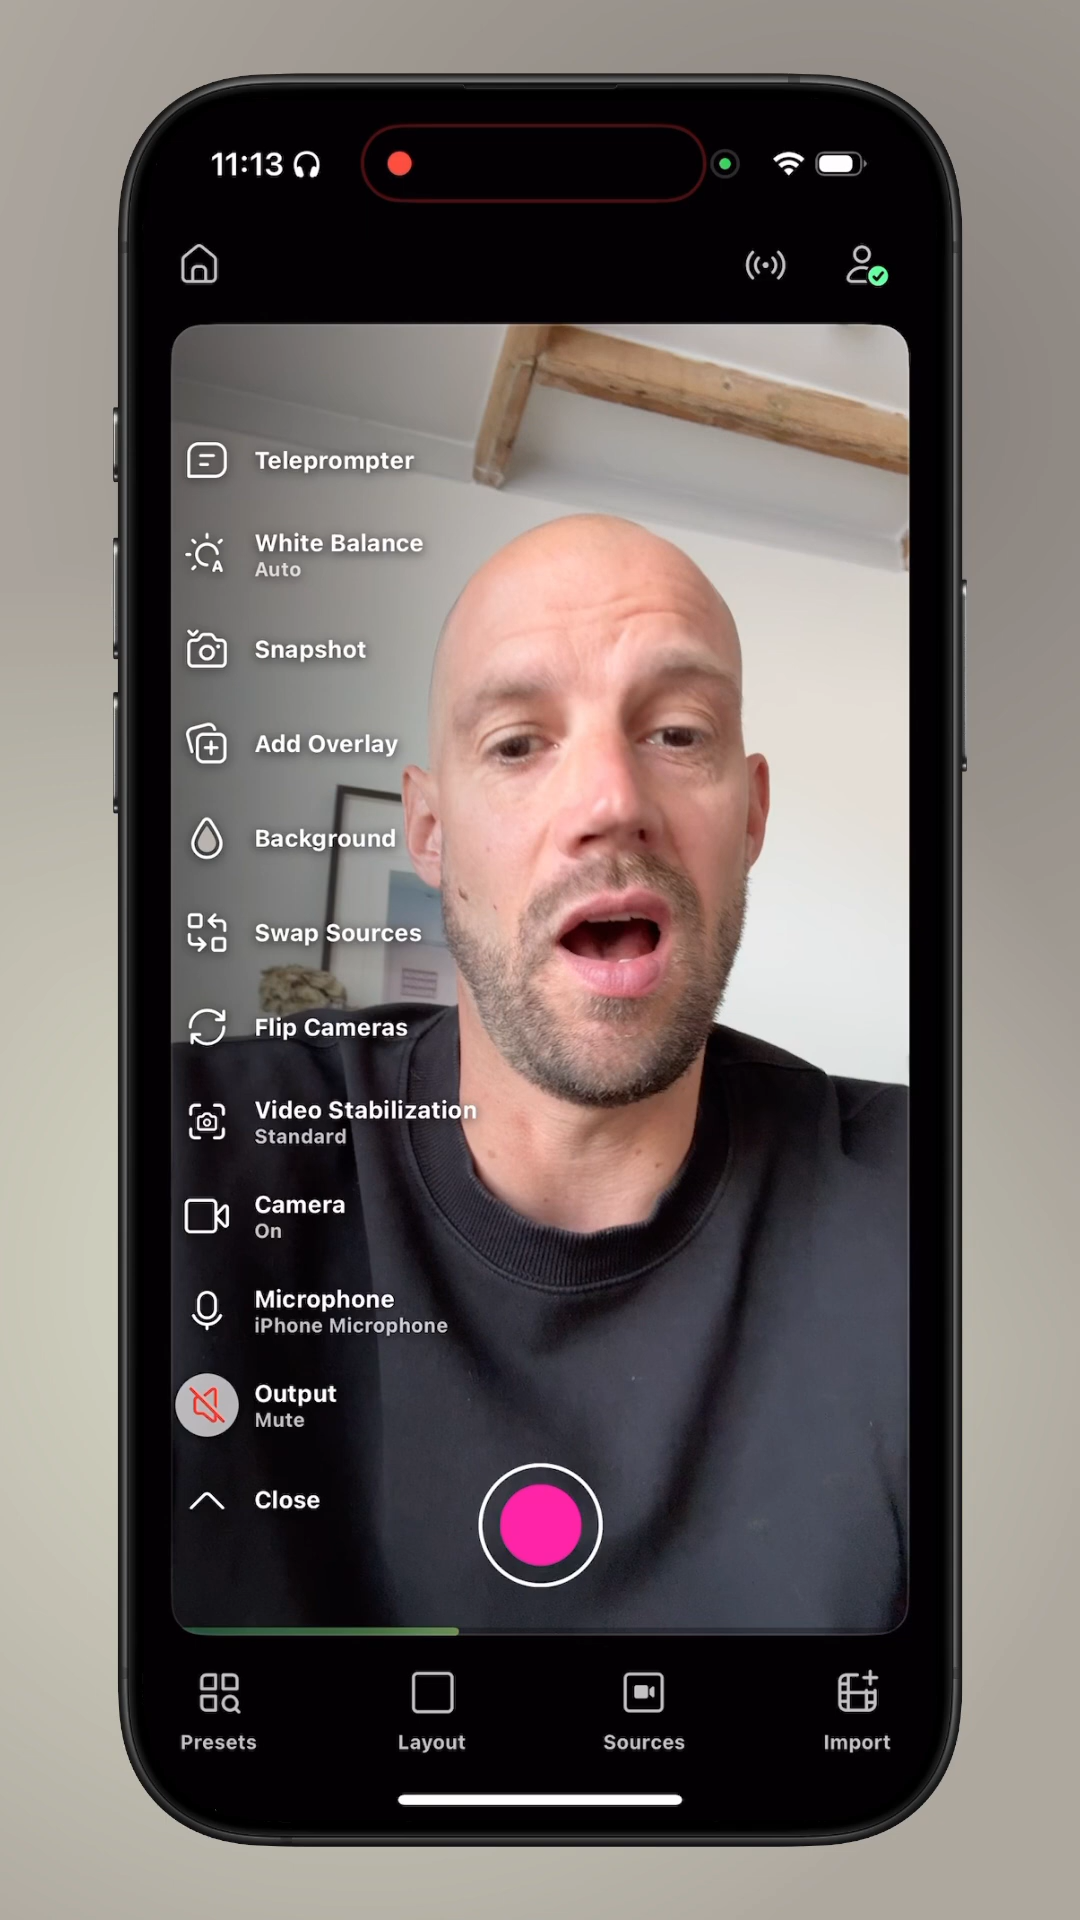 11:13
Teleprompter
White Balance
Auto
Snapshot
Add Overlay
Background
Swap Sources
Flip Cameras
Video Stabilization
Standard
Camera
On
Microphone
iPhone Microphone
Output
Mute
Close
Presets
Layout
Sources
Import